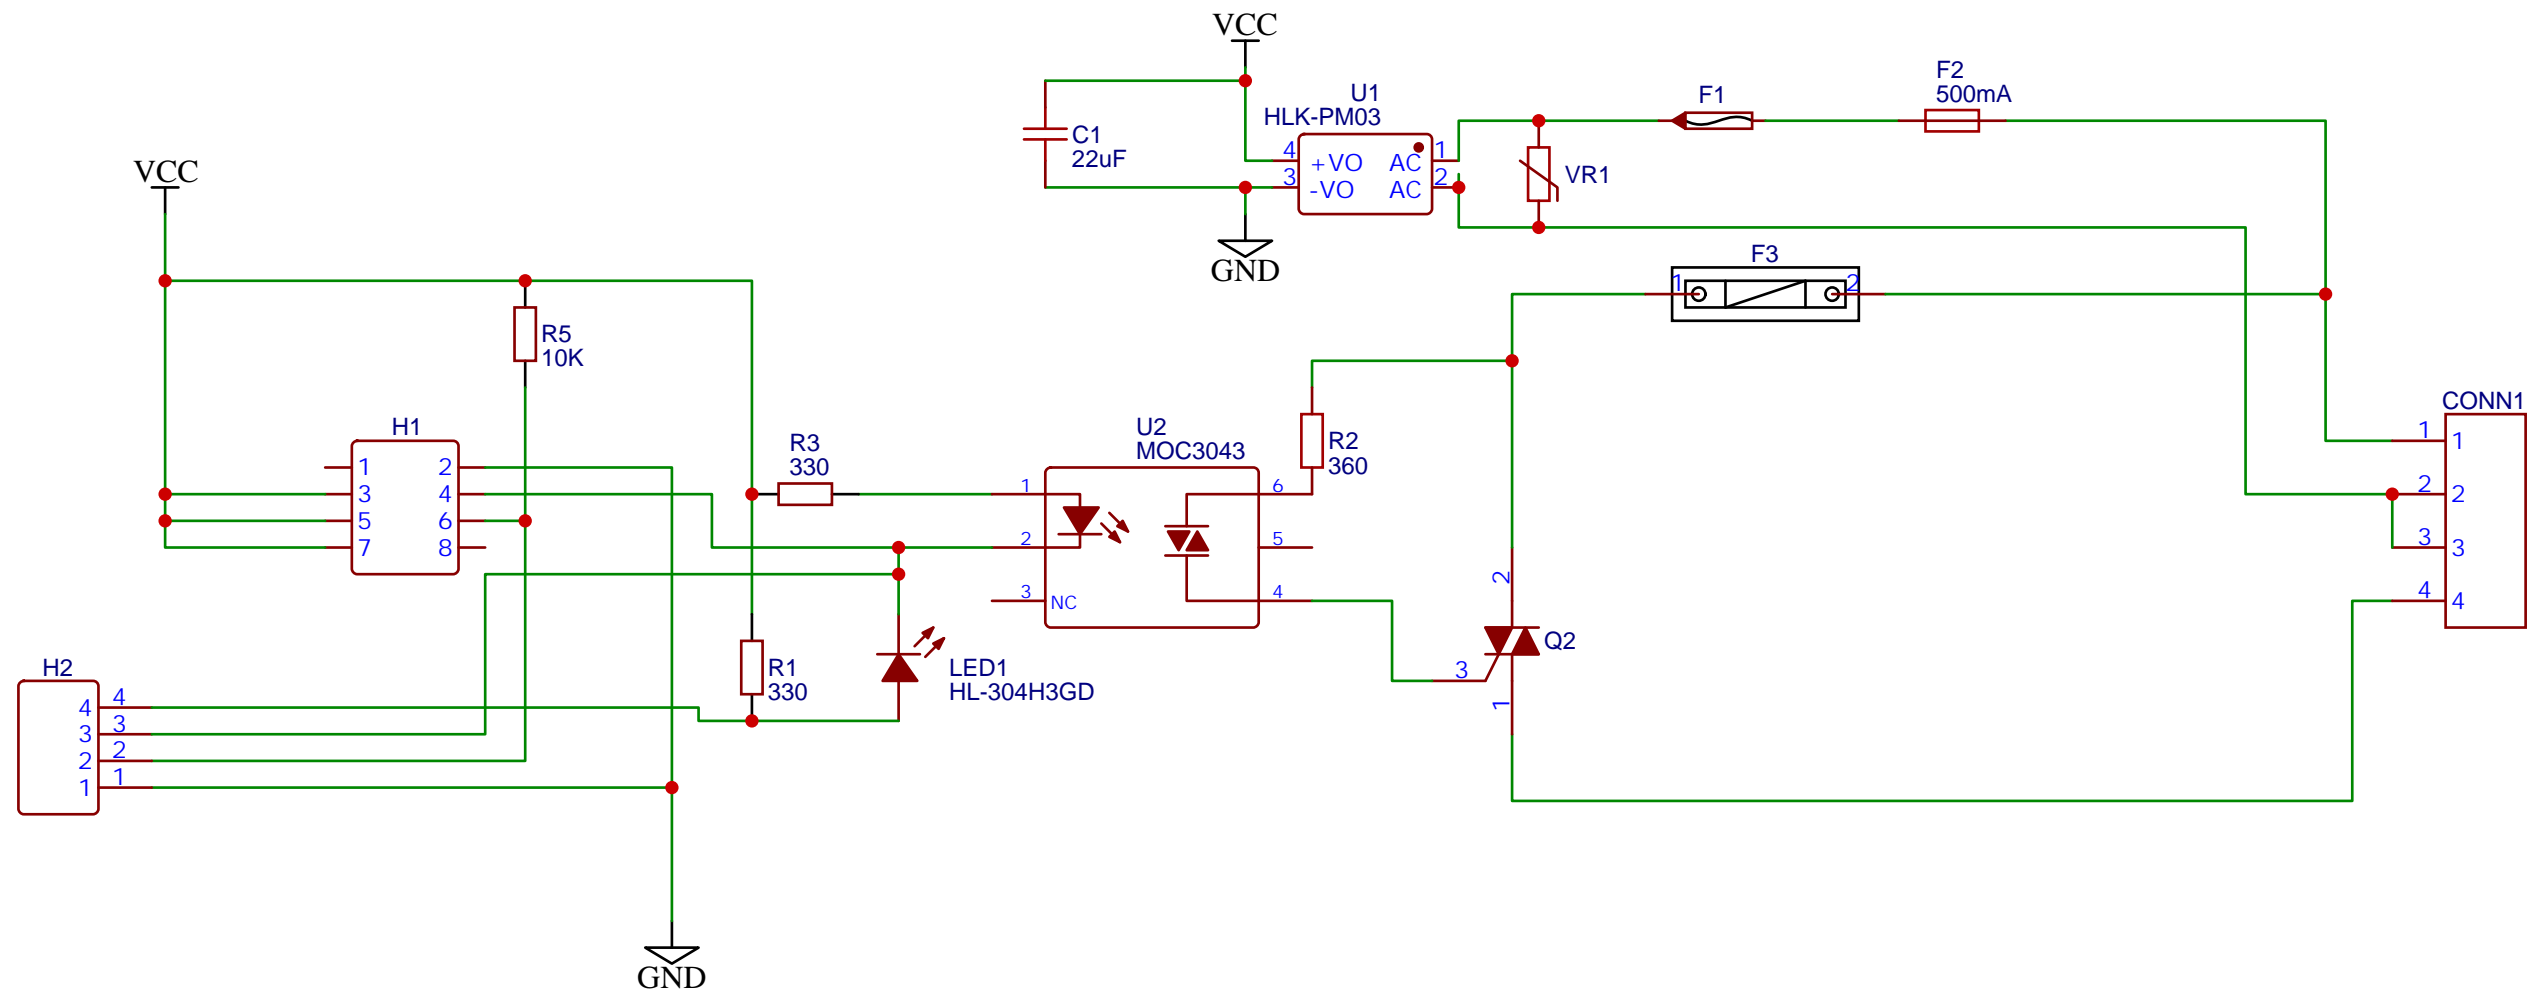 VCC
F2
500mA
U1
HLK-PM03
F1
C1
22uF
4 +VO AC 1
3 -VO AC 2
VR1
VCC
GND
F3
1 2
R5
10K
CONN1
H1
U2
MOC3043
R2
360
R3
330
1 2
3 4
5 6
7 8
1 6
2 5
3 NC 4
1 1
2 2
3 3
4 4
2
Q2
3
1
H2
R1
330
LED1
HL-304H3GD
4 4
3 3
2 2
1 1
GND